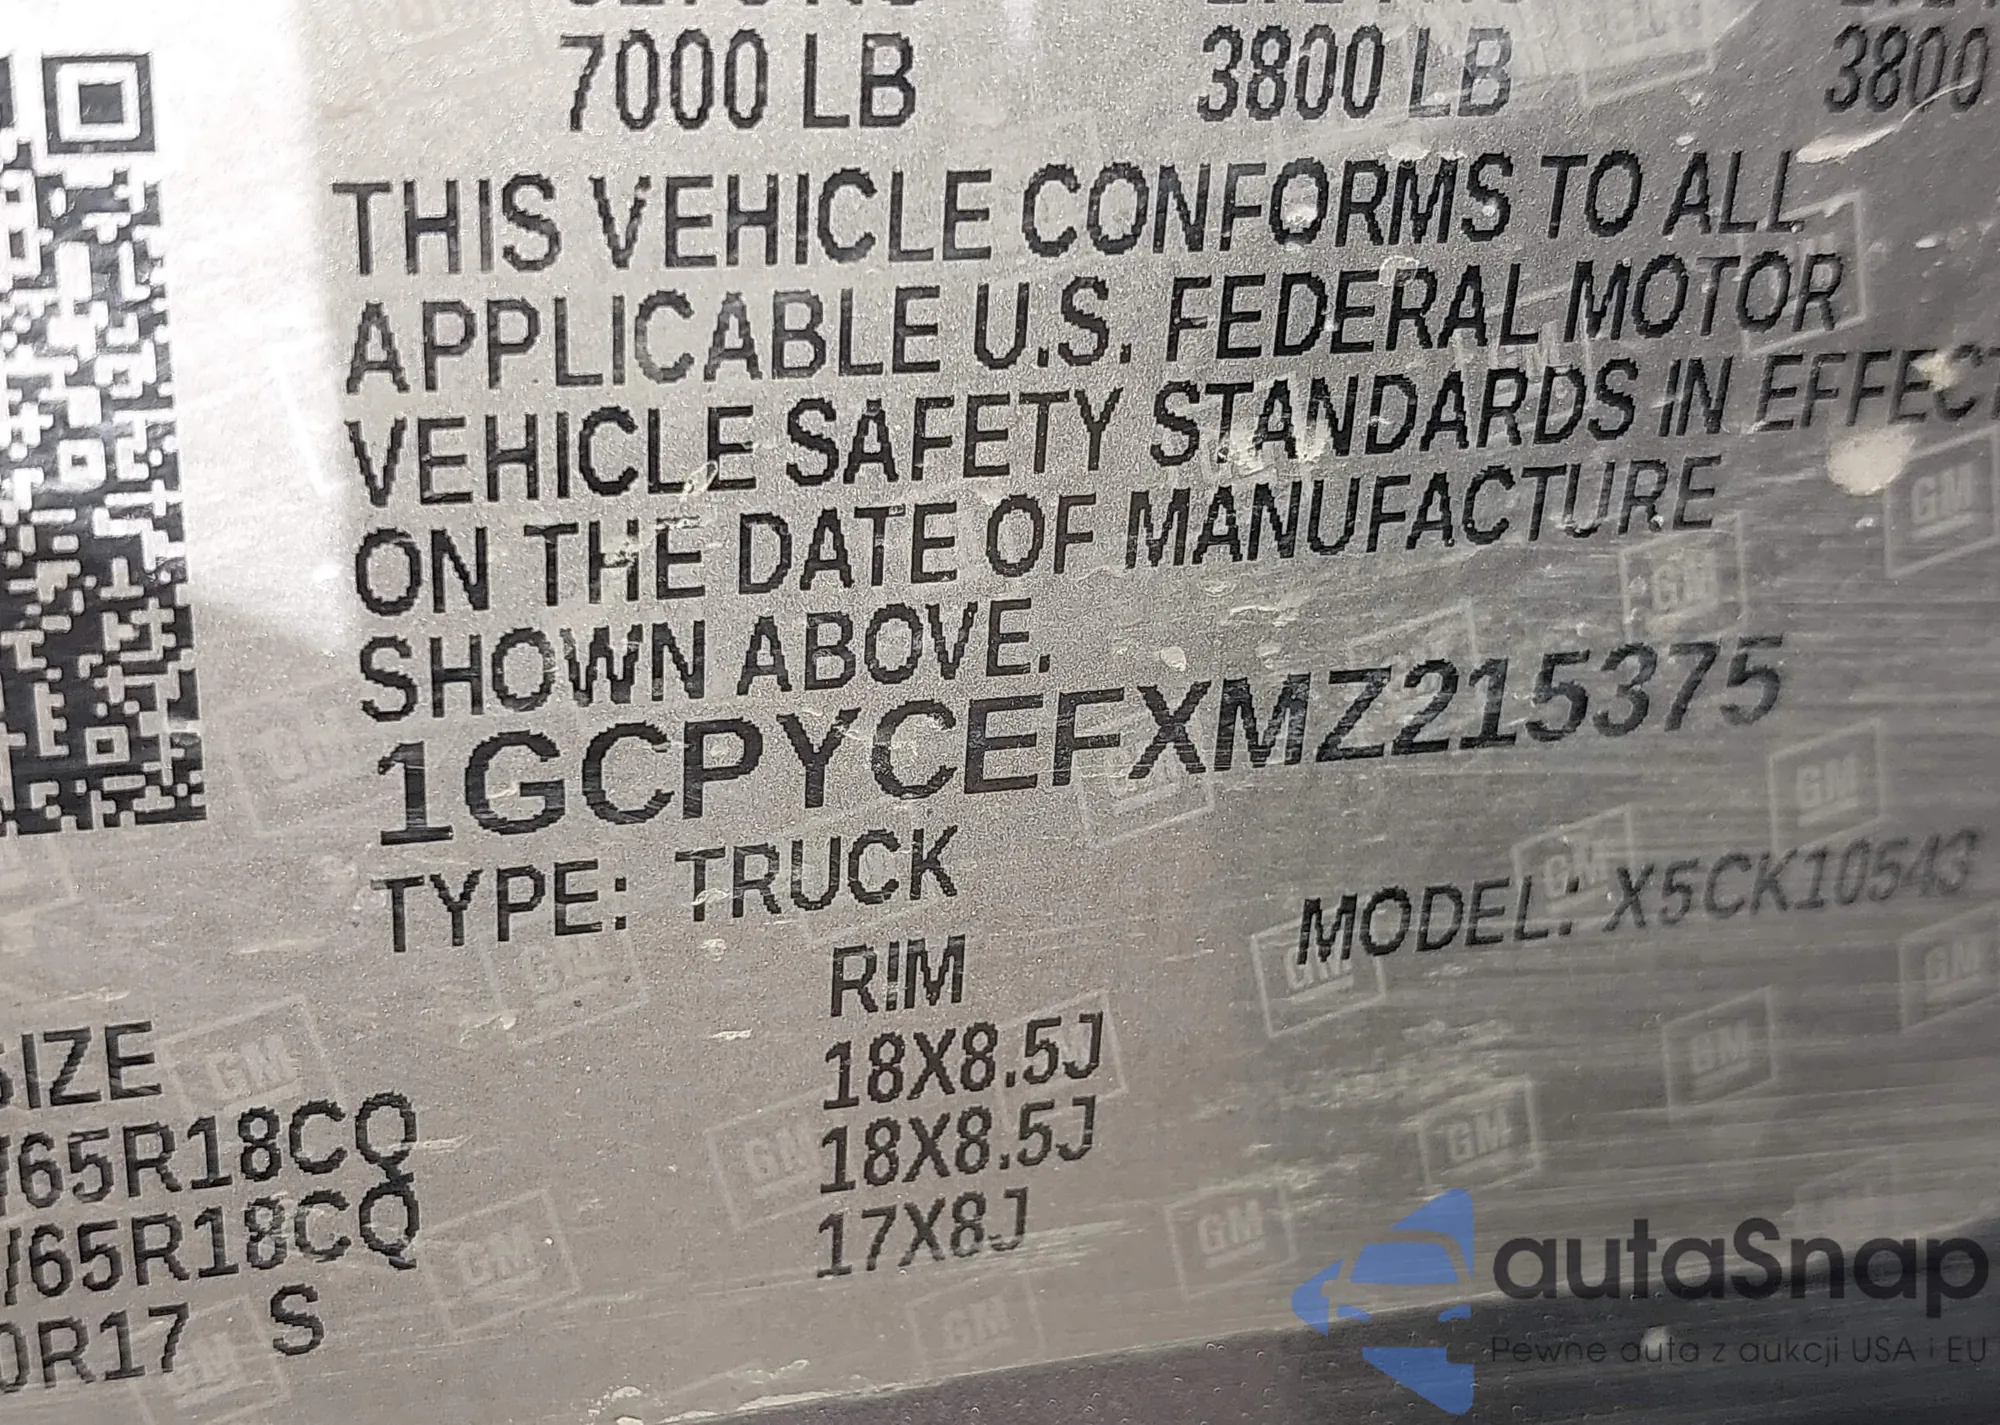 7000 LB 3800 LB 3800
THIS VEHICLE CONFORMS TO ALL
APPLICABLE U.S. FEDERAL MOTOR
VEHICLE SAFETY STANDARDS IN EFFECT
ON THE DATE OF MANUFACTURE
SHOWN ABOVE.
1GCPYCEFXMZ215375
TYPE: TRUCK MODEL: X5CK10543
SIZE RIM
/65R18CQ 18X8.5J
/65R18CQ 18X8.5J
0R17 S 17X8J
autaSnap
Pewne auta z aukcji USA i EU